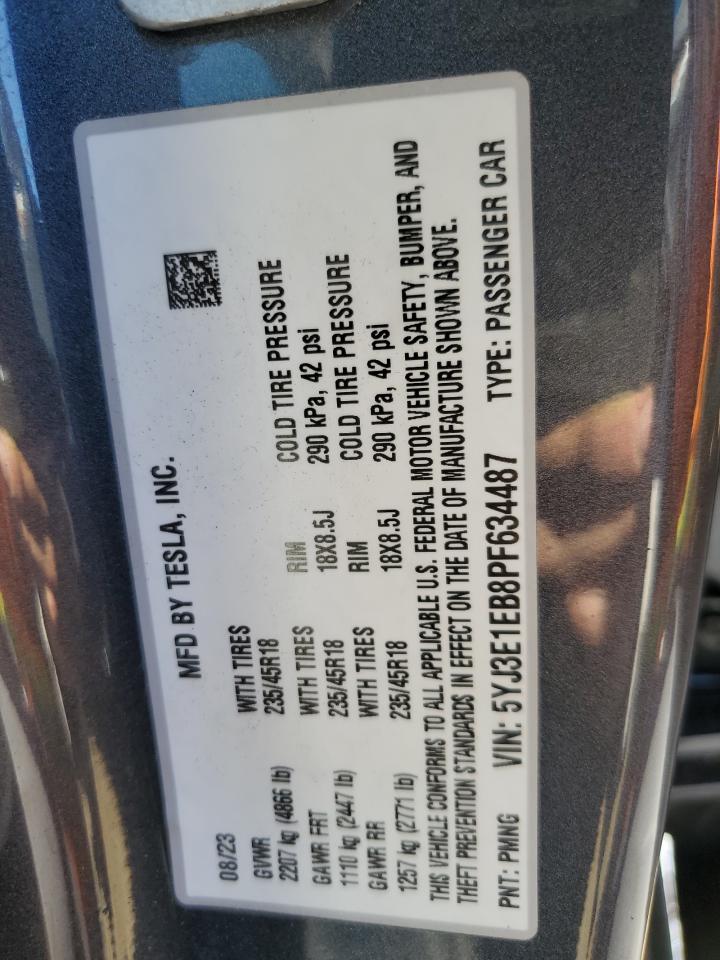 MFD BY TESLA, INC.
08/23
GVWR WITH TIRES
2207 kg (4866 lb) 235/45R18 RIM COLD TIRE PRESSURE
GAWR FRT WITH TIRES 18X8.5J 290 kPa, 42 psi
1110 kg (2447 lb) 235/45R18 RIM COLD TIRE PRESSURE
GAWR RR WITH TIRES 18X8.5J 290 kPa, 42 psi
1257 kg (2771 lb) 235/45R18
THIS VEHICLE CONFORMS TO ALL APPLICABLE U.S. FEDERAL MOTOR VEHICLE SAFETY, BUMPER, AND
THEFT PREVENTION STANDARDS IN EFFECT ON THE DATE OF MANUFACTURE SHOWN ABOVE.
PNT: PMNG VIN: 5YJ3E1EB8PF634487 TYPE: PASSENGER CAR